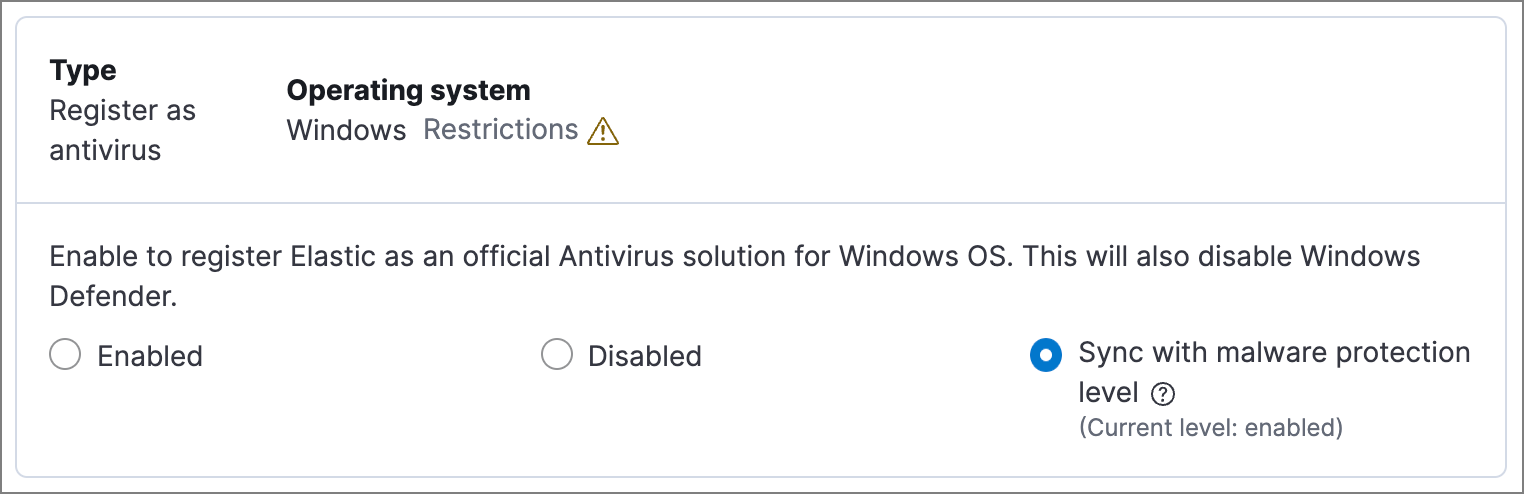 Type
Register as
antivirus
Operating system
Windows Restrictions
Enable to register Elastic as an official Antivirus solution for Windows OS. This will also disable Windows
Defender.
Enabled
Disabled
Sync with malware protection
level
(Current level: enabled)